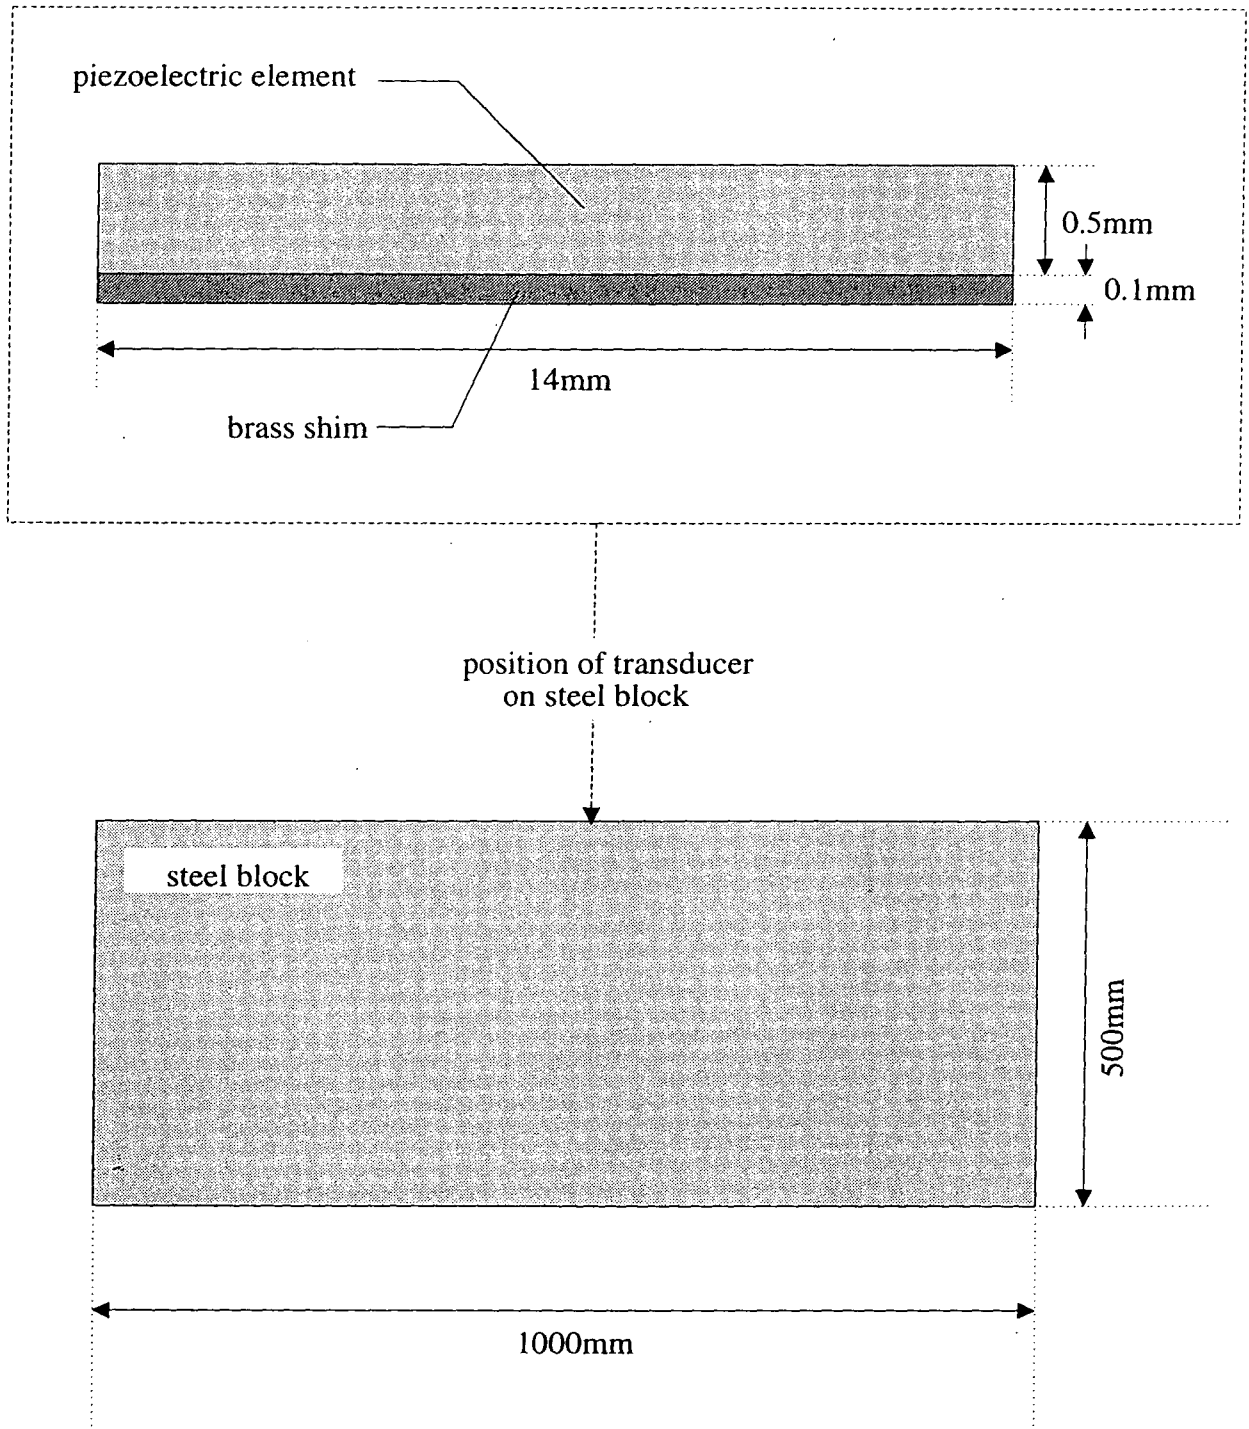 piezoelectric element
0.5mm
0.1mm
14mm
brass shim
position of transducer
on steel block
steel block
500mm
1000mm